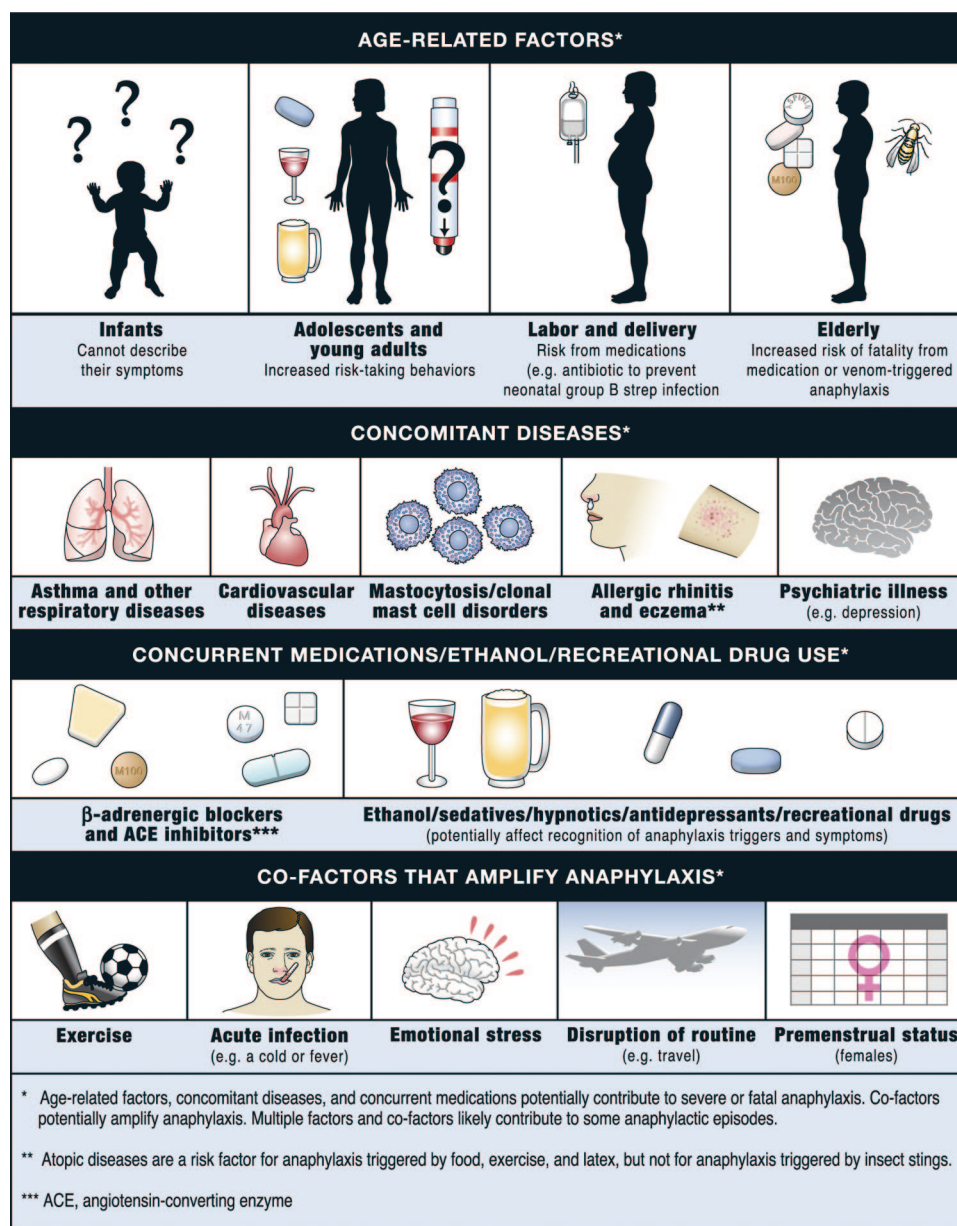 AGE-RELATED FACTORS*
?
?
?
?
ASPIRIN
M100
Infants
Cannot describe
their symptoms
Adolescents and
young adults
Increased risk-taking behaviors
Labor and delivery
Risk from medications
(e.g. antibiotic to prevent
neonatal group B strep infection
Elderly
Increased risk of fatality from
medication or venom-triggered
anaphylaxis
CONCOMITANT DISEASES*
Asthma and other
respiratory diseases
Cardiovascular
diseases
Mastocytosis/clonal
mast cell disorders
Allergic rhinitis
and eczema**
Psychiatric illness
(e.g. depression)
CONCURRENT MEDICATIONS/ETHANOL/RECREATIONAL DRUG USE*
M
47
M100
β-adrenergic blockers
and ACE inhibitors***
Ethanol/sedatives/hypnotics/antidepressants/recreational drugs
(potentially affect recognition of anaphylaxis triggers and symptoms)
CO-FACTORS THAT AMPLIFY ANAPHYLAXIS*
Exercise
Acute infection
(e.g. a cold or fever)
Emotional stress
Disruption of routine
(e.g. travel)
Premenstrual status
(females)
* Age-related factors, concomitant diseases, and concurrent medications potentially contribute to severe or fatal anaphylaxis. Co-factors
potentially amplify anaphylaxis. Multiple factors and co-factors likely contribute to some anaphylactic episodes.
** Atopic diseases are a risk factor for anaphylaxis triggered by food, exercise, and latex, but not for anaphylaxis triggered by insect stings.
*** ACE, angiotensin-converting enzyme